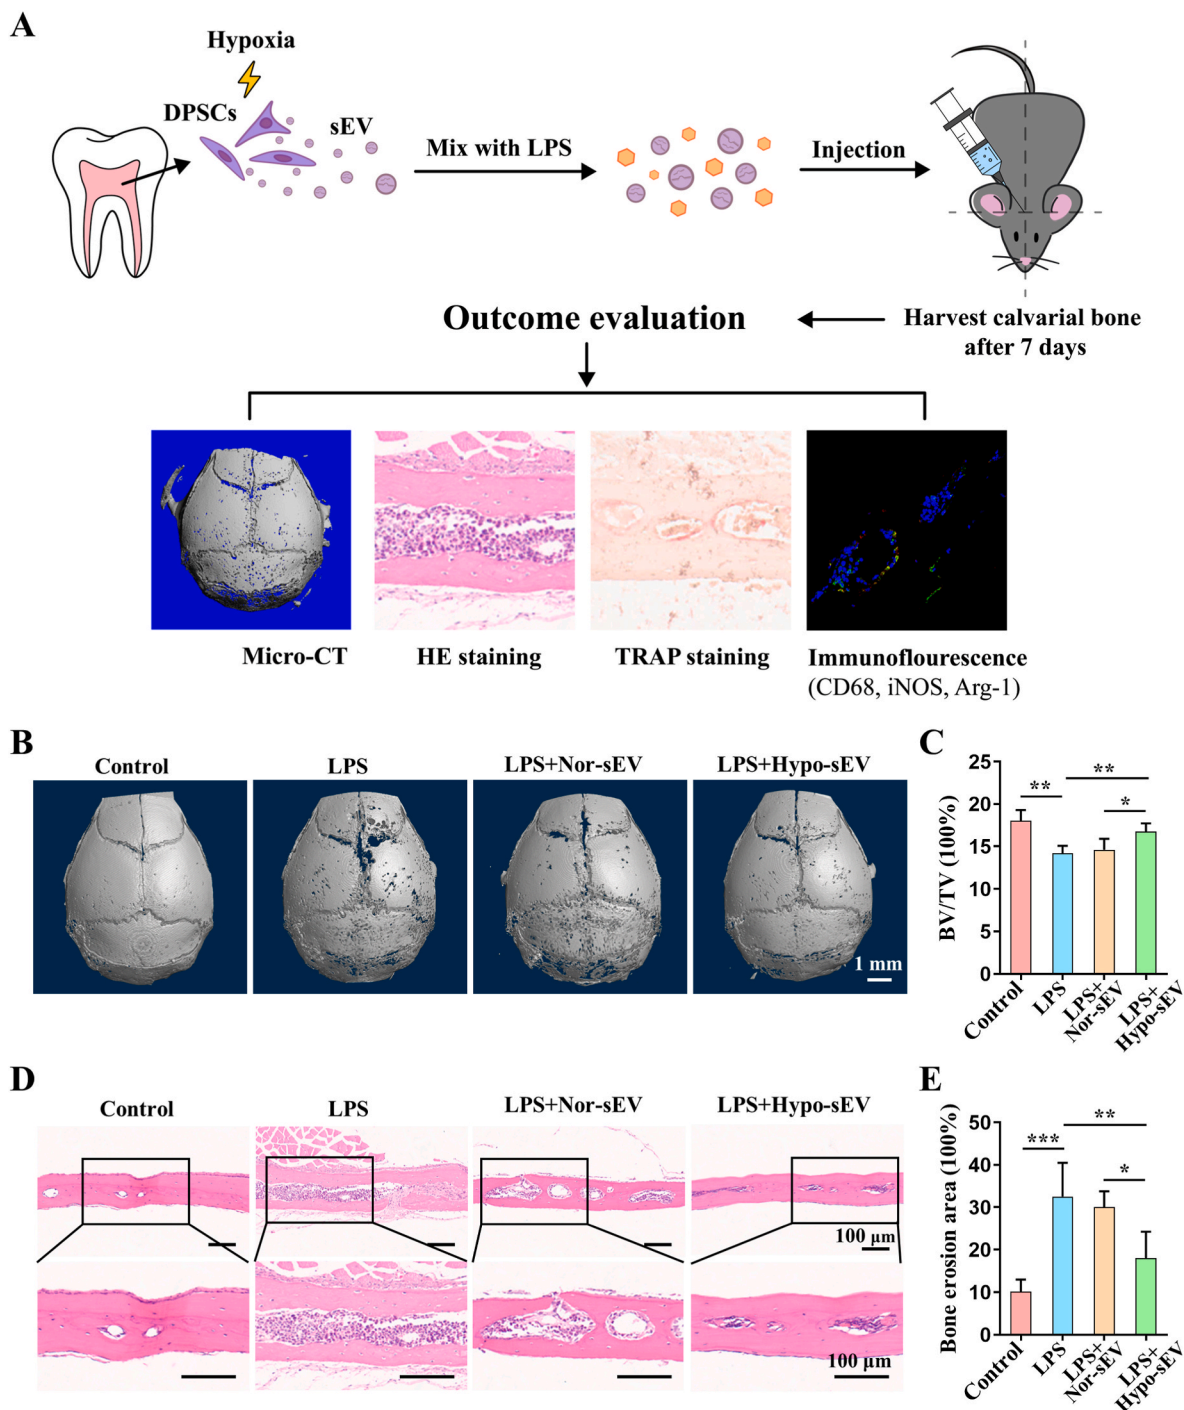 A
Hypoxia
DPSCs
sEV
Mix with LPS
Injection
Outcome evaluation
Harvest calvarial bone
after 7 days
Micro-CT
HE staining
TRAP staining
Immunoflourescence
(CD68, iNOS, Arg-1)
B
Control
LPS
LPS+Nor-sEV
LPS+Hypo-sEV
1 mm
C
BV/TV (100%)
25
20
15
10
5
0
**
**
*
Control
LPS
LPS+
Nor-sEV
LPS+
Hypo-sEV
D
Control
LPS
LPS+Nor-sEV
LPS+Hypo-sEV
100 µm
100 µm
E
Bone erosion area (100%)
50
40
30
20
10
0
***
**
*
Control
LPS
LPS+
Nor-sEV
LPS+
Hypo-sEV